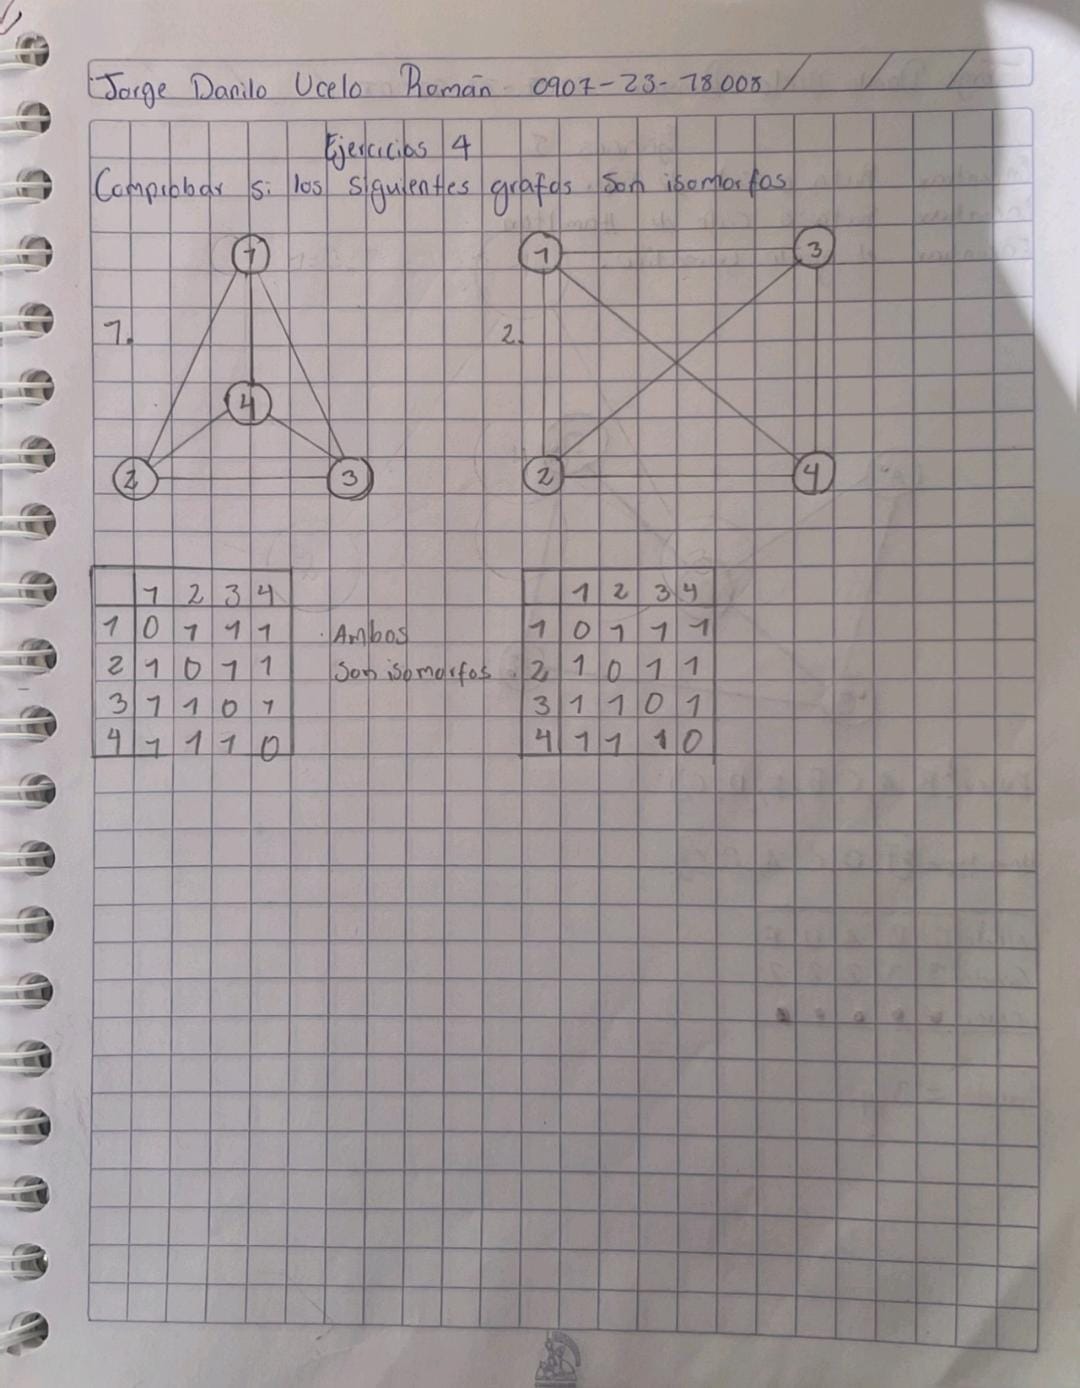 Jorge Danilo Ucelo Román 0907-23-18008 / / /
Ejercicios 4
Comprobar si los siguientes grafos son isomorfos
1 1 3
1. 2.
4
2 3 2 4
1 2 3 4 1 2 3 4
1 0 1 1 1 Ambos 1 0 1 1 1
2 1 0 1 1 Son isomorfos. 2 1 0 1 1
3 1 1 0 1 3 1 1 0 1
4 1 1 1 0 4 1 1 1 0